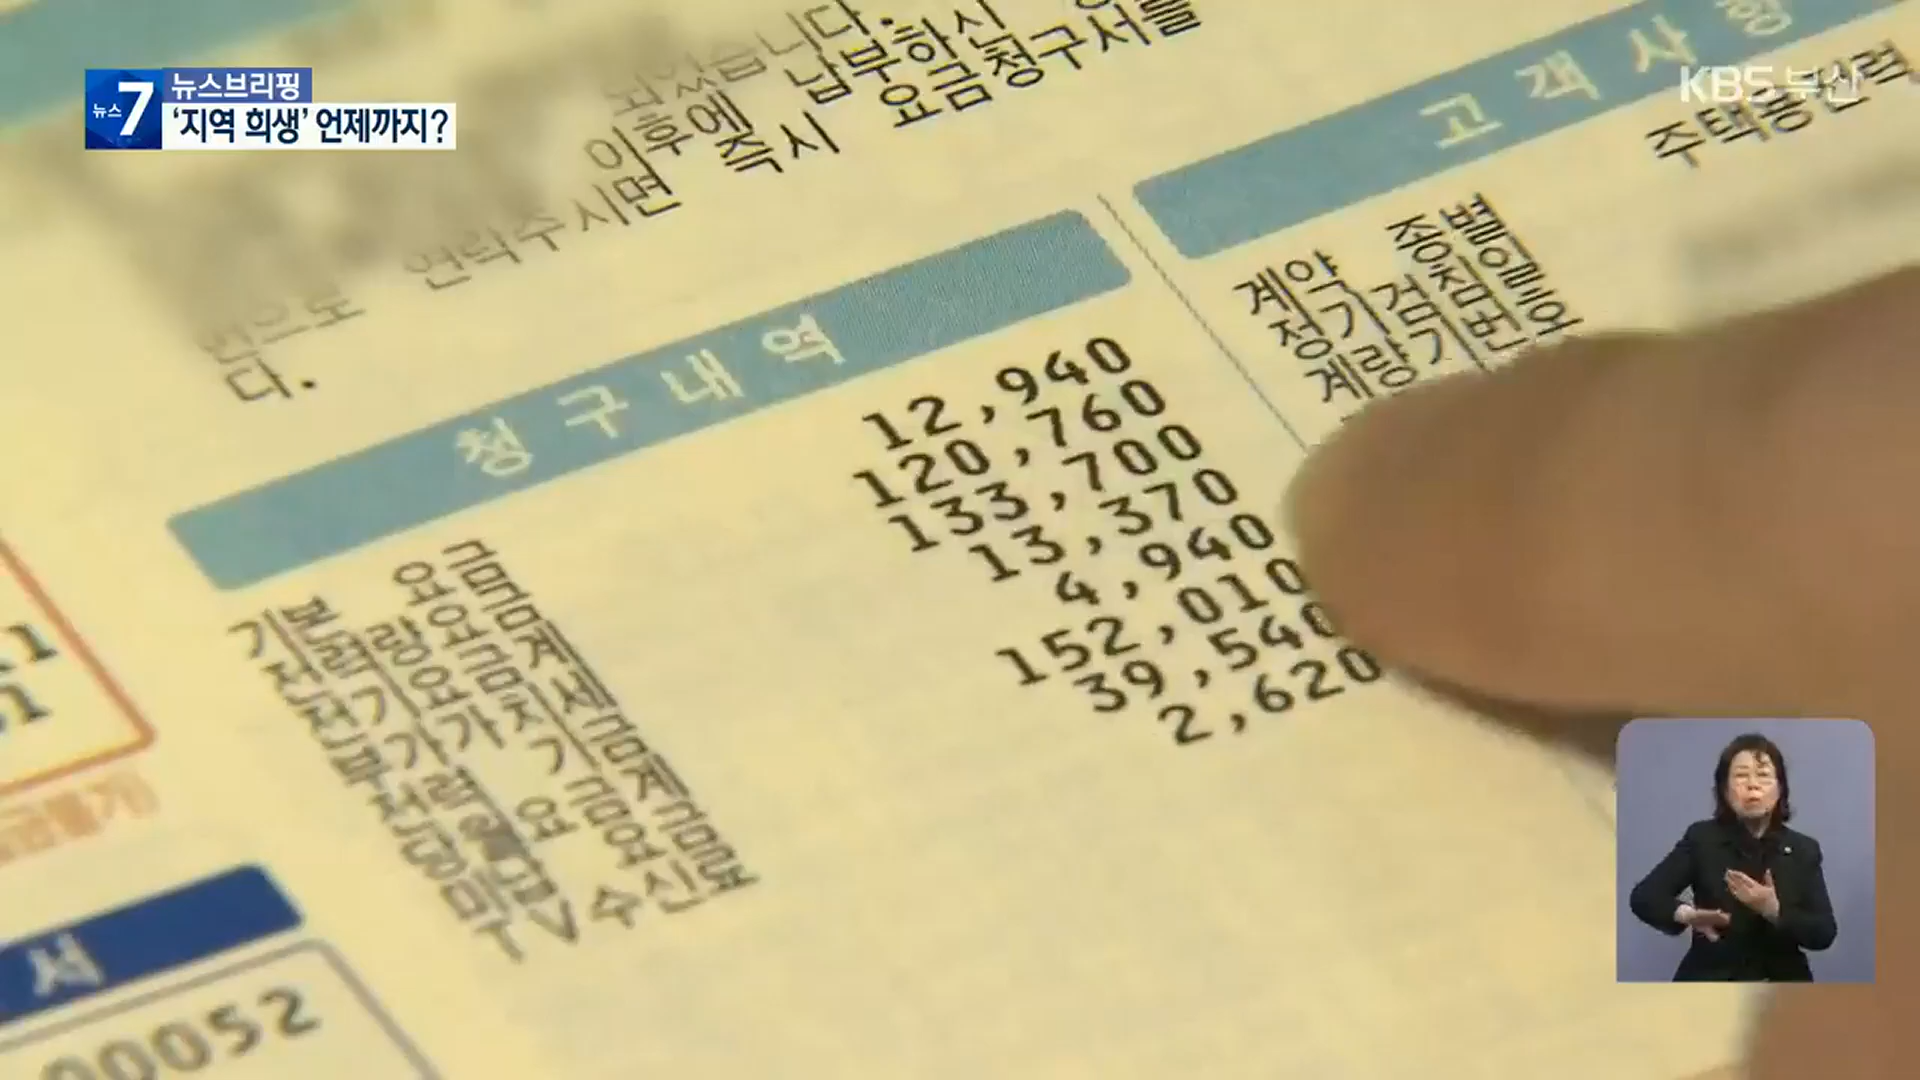 뉴스7
뉴스브리핑
‘지역 희생’ 언제까지?
KBS 부산
되었습니다.
이후에 납부하신
연락주시면 즉시 요금청구서를
번으로
다.
고객사항
주택용전력
계약 종별
정기검침일
계량기번호
청구내역
기본요금 12,940
전력량요금 120,760
전기요금계 133,700
부가가치세 13,370
전력기금 4,940
152,010
39,540
TV수신료 2,620
서
00052